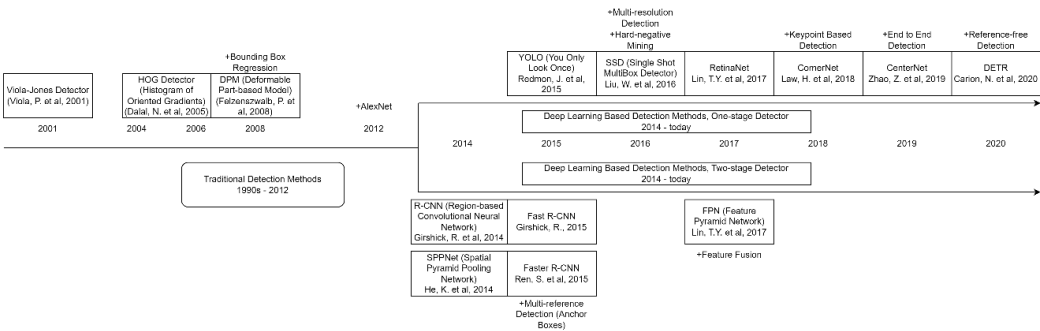 +Multi-resolution
Detection
+Hard-negative
Mining
+Keypoint Based
Detection
+End to End
Detection
+Reference-free
Detection
+Bounding Box
Regression
Viola-Jones Detector
(Viola, P. et al, 2001)
HOG Detector
(Histogram of
Oriented Gradients)
(Dalal, N. et al, 2005)
DPM (Deformable
Part-based Model)
(Felzenszwalb, P. et
al, 2008)
YOLO (You Only
Look Once)
Redmon, J. et al,
2015
SSD (Single Shot
MultiBox Detector)
Liu, W. et al, 2016
RetinaNet
Lin, T.Y. et al, 2017
CornerNet
Law, H. et al, 2018
CenterNet
Zhao, Z. et al, 2019
DETR
Carion, N. et al, 2020
+AlexNet
2001
2004
2006
2008
2012
Deep Learning Based Detection Methods, One-stage Detector
2014 - today
2014
2015
2016
2017
2018
2019
2020
Deep Learning Based Detection Methods, Two-stage Detector
2014 - today
Traditional Detection Methods
1990s - 2012
R-CNN (Region-based
Convolutional Neural
Network)
Girshick, R. et al, 2014
Fast R-CNN
Girshick, R., 2015
FPN (Feature
Pyramid Network)
Lin, T.Y. et al, 2017
+Feature Fusion
SPPNet (Spatial
Pyramid Pooling
Network)
He, K. et al, 2014
Faster R-CNN
Ren, S. et al, 2015
+Multi-reference
Detection (Anchor
Boxes)